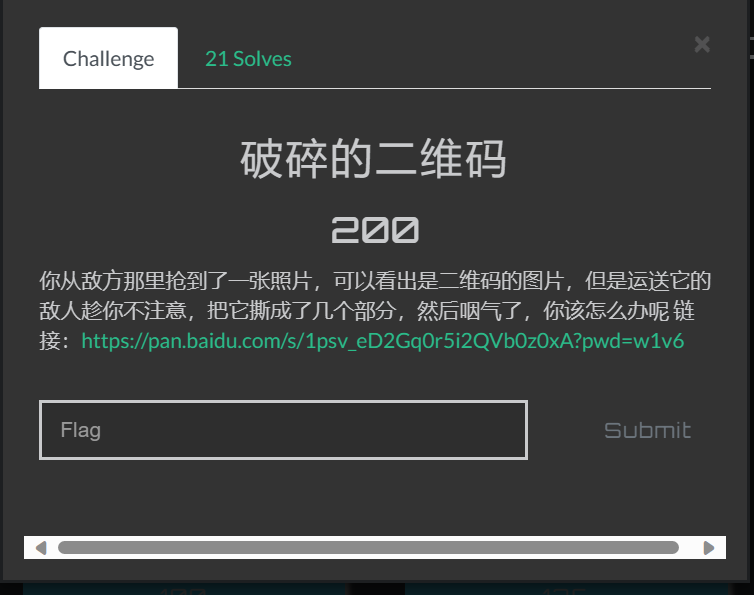 Challenge
21 Solves
×
破碎的二维码
200
你从敌方那里抢到了一张照片，可以看出是二维码的图片，但是运送它的
敌人趁你不注意，把它撕成了几个部分，然后咽气了，你该怎么办呢 链
接：https://pan.baidu.com/s/1psv_eD2Gq0r5i2QVb0z0xA?pwd=w1v6
Flag
Submit